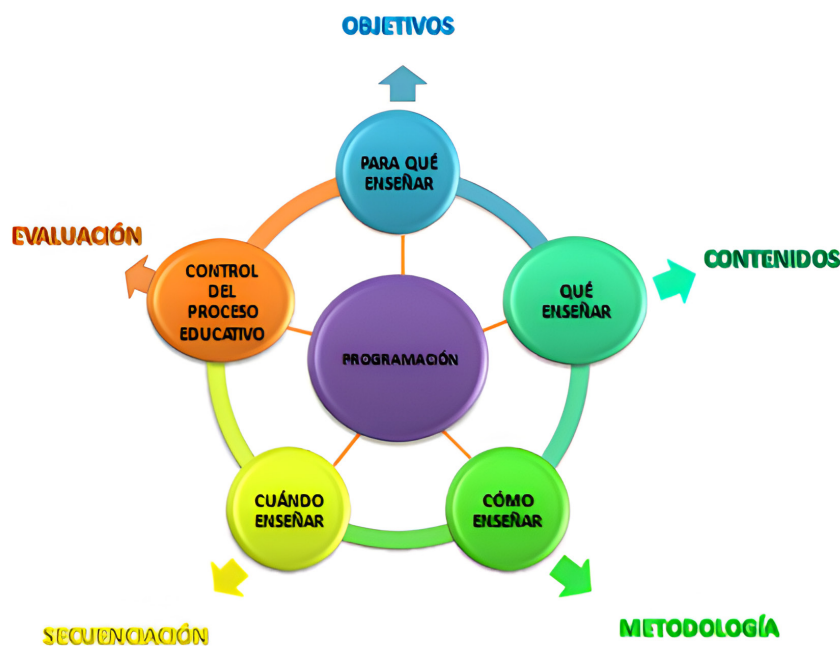 OBJETIVOS
PARA QUÉ
ENSEÑAR
EVALUACIÓN
CONTROL
DEL
PROCESO
EDUCATIVO
CONTENIDOS
QUÉ
ENSEÑAR
PROGRAMACIÓN
CUÁNDO
ENSEÑAR
CÓMO
ENSEÑAR
SECUENCIACIÓN
METODOLOGÍA